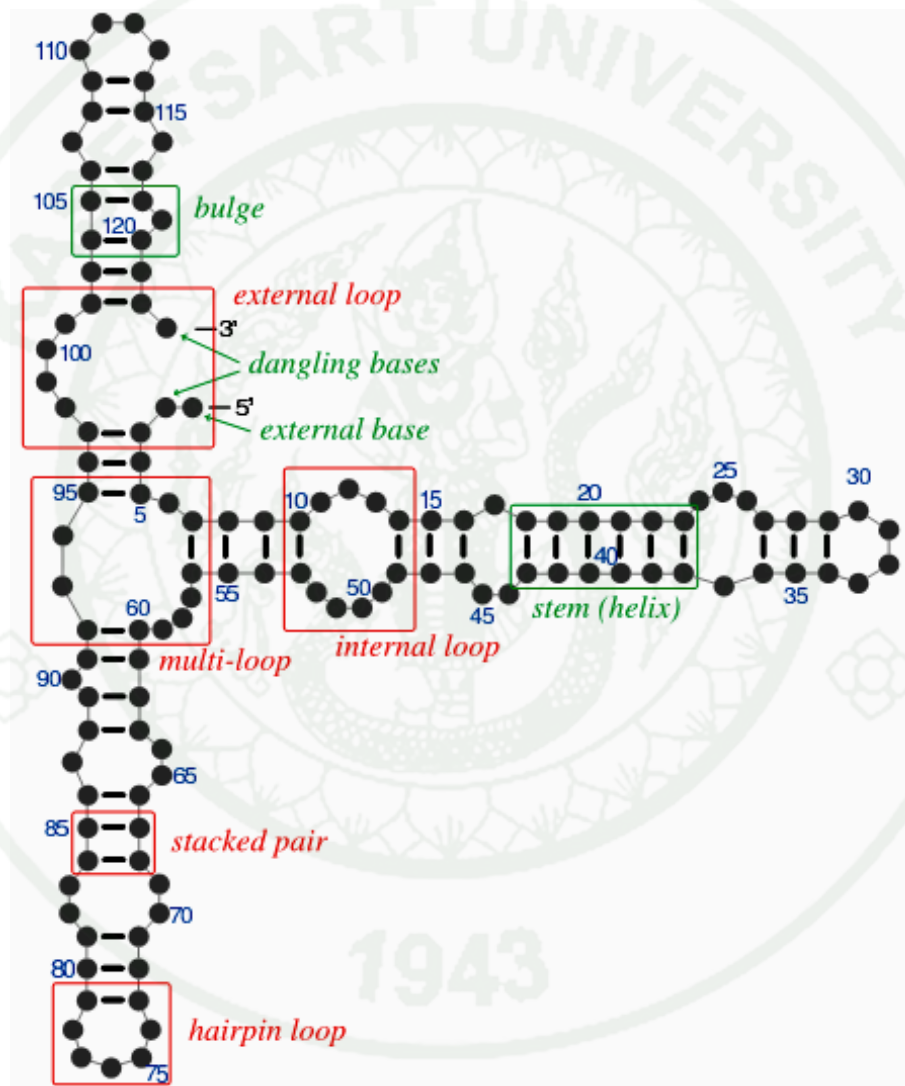 KASETSART UNIVERSITY
110
115
105
bulge
120
external loop
3'
100
dangling bases
5'
external base
95
5
10
15
20
25
30
60
55
50
45
40
35
stem (helix)
multi-loop
internal loop
90
65
85
stacked pair
70
80
hairpin loop
75
1943